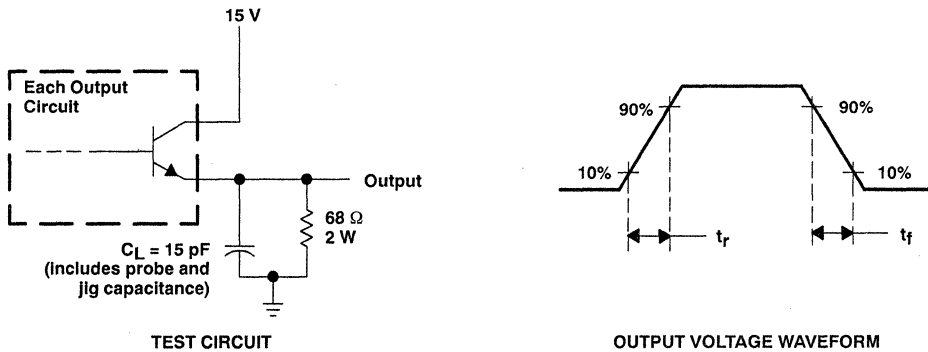 15 V
Each Output
Circuit
Output
68 Ω
2 W
C_L = 15 pF
(includes probe and
jig capacitance)
TEST CIRCUIT
90%
90%
10%
10%
t_r
t_f
OUTPUT VOLTAGE WAVEFORM